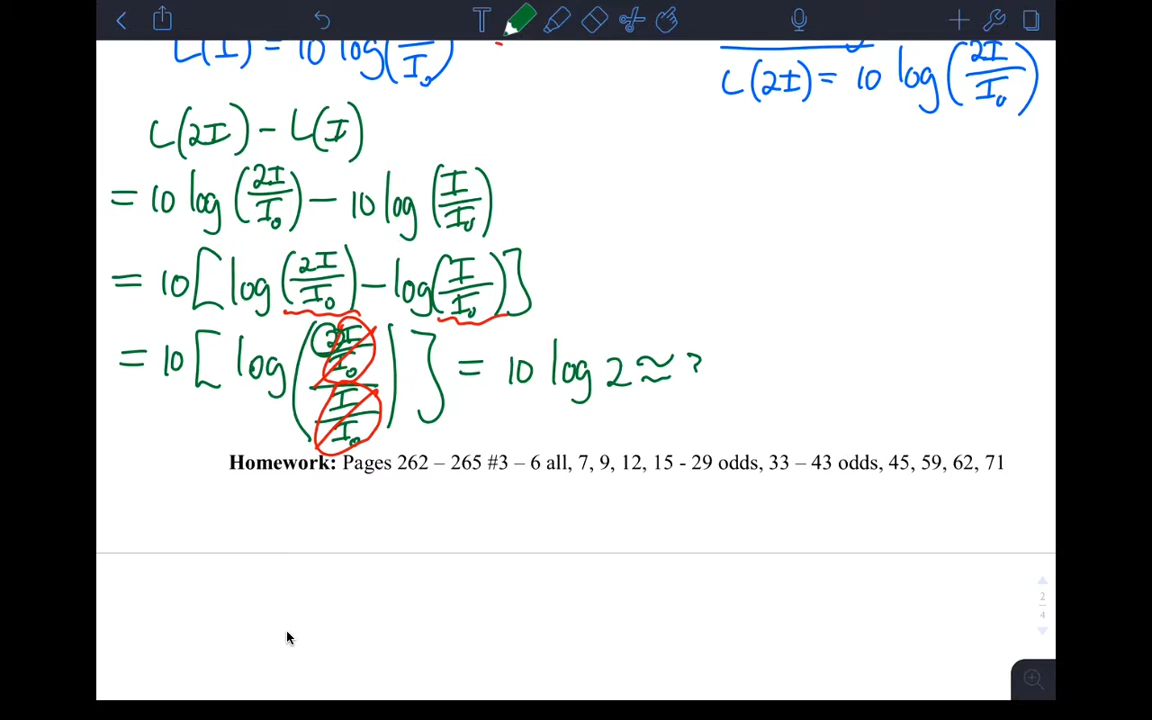 L(I) = 10 log(I/I₀)
L(2I) = 10 log(2I/I₀)
L(2I) - L(I)
= 10 log(2I/I₀) - 10 log(I/I₀)
= 10[log(2I/I₀) - log(I/I₀)]
= 10[log((2I/I₀)/(I/I₀))] = 10 log 2 ≈ ?
Homework: Pages 262 – 265 #3 – 6 all, 7, 9, 12, 15 - 29 odds, 33 – 43 odds, 45, 59, 62, 71
2
4